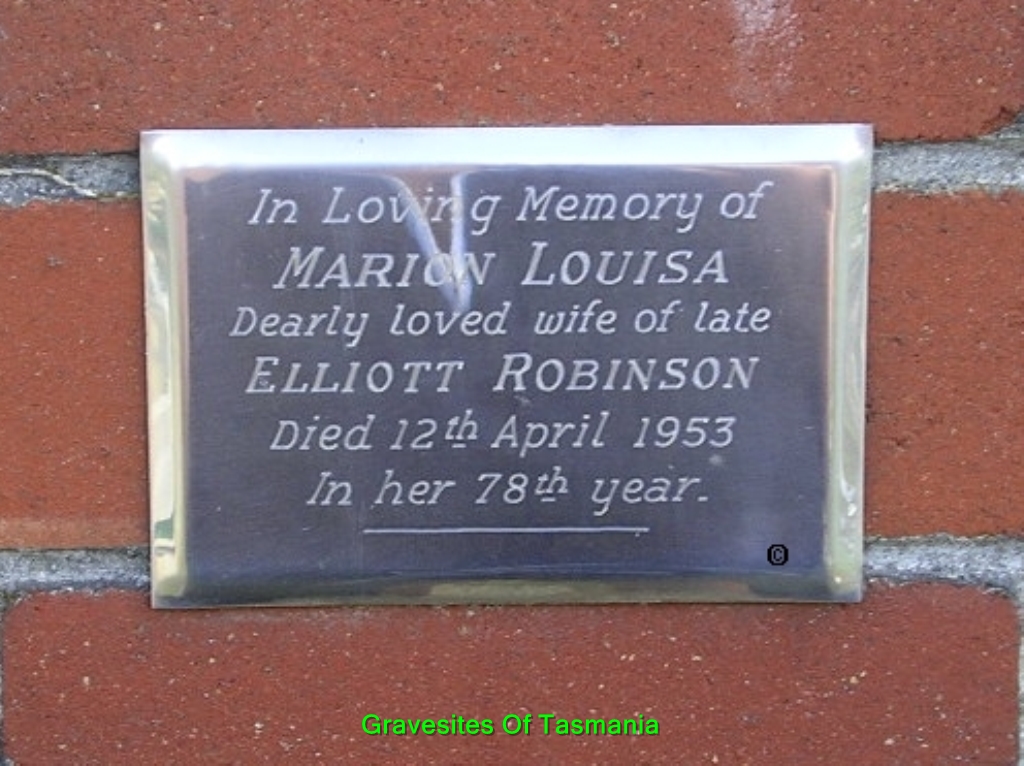 In Loving Memory of
MARION LOUISA
Dearly loved wife of late
ELLIOTT ROBINSON
Died 12th April 1953
In her 78th year.
©
Gravesites Of Tasmania